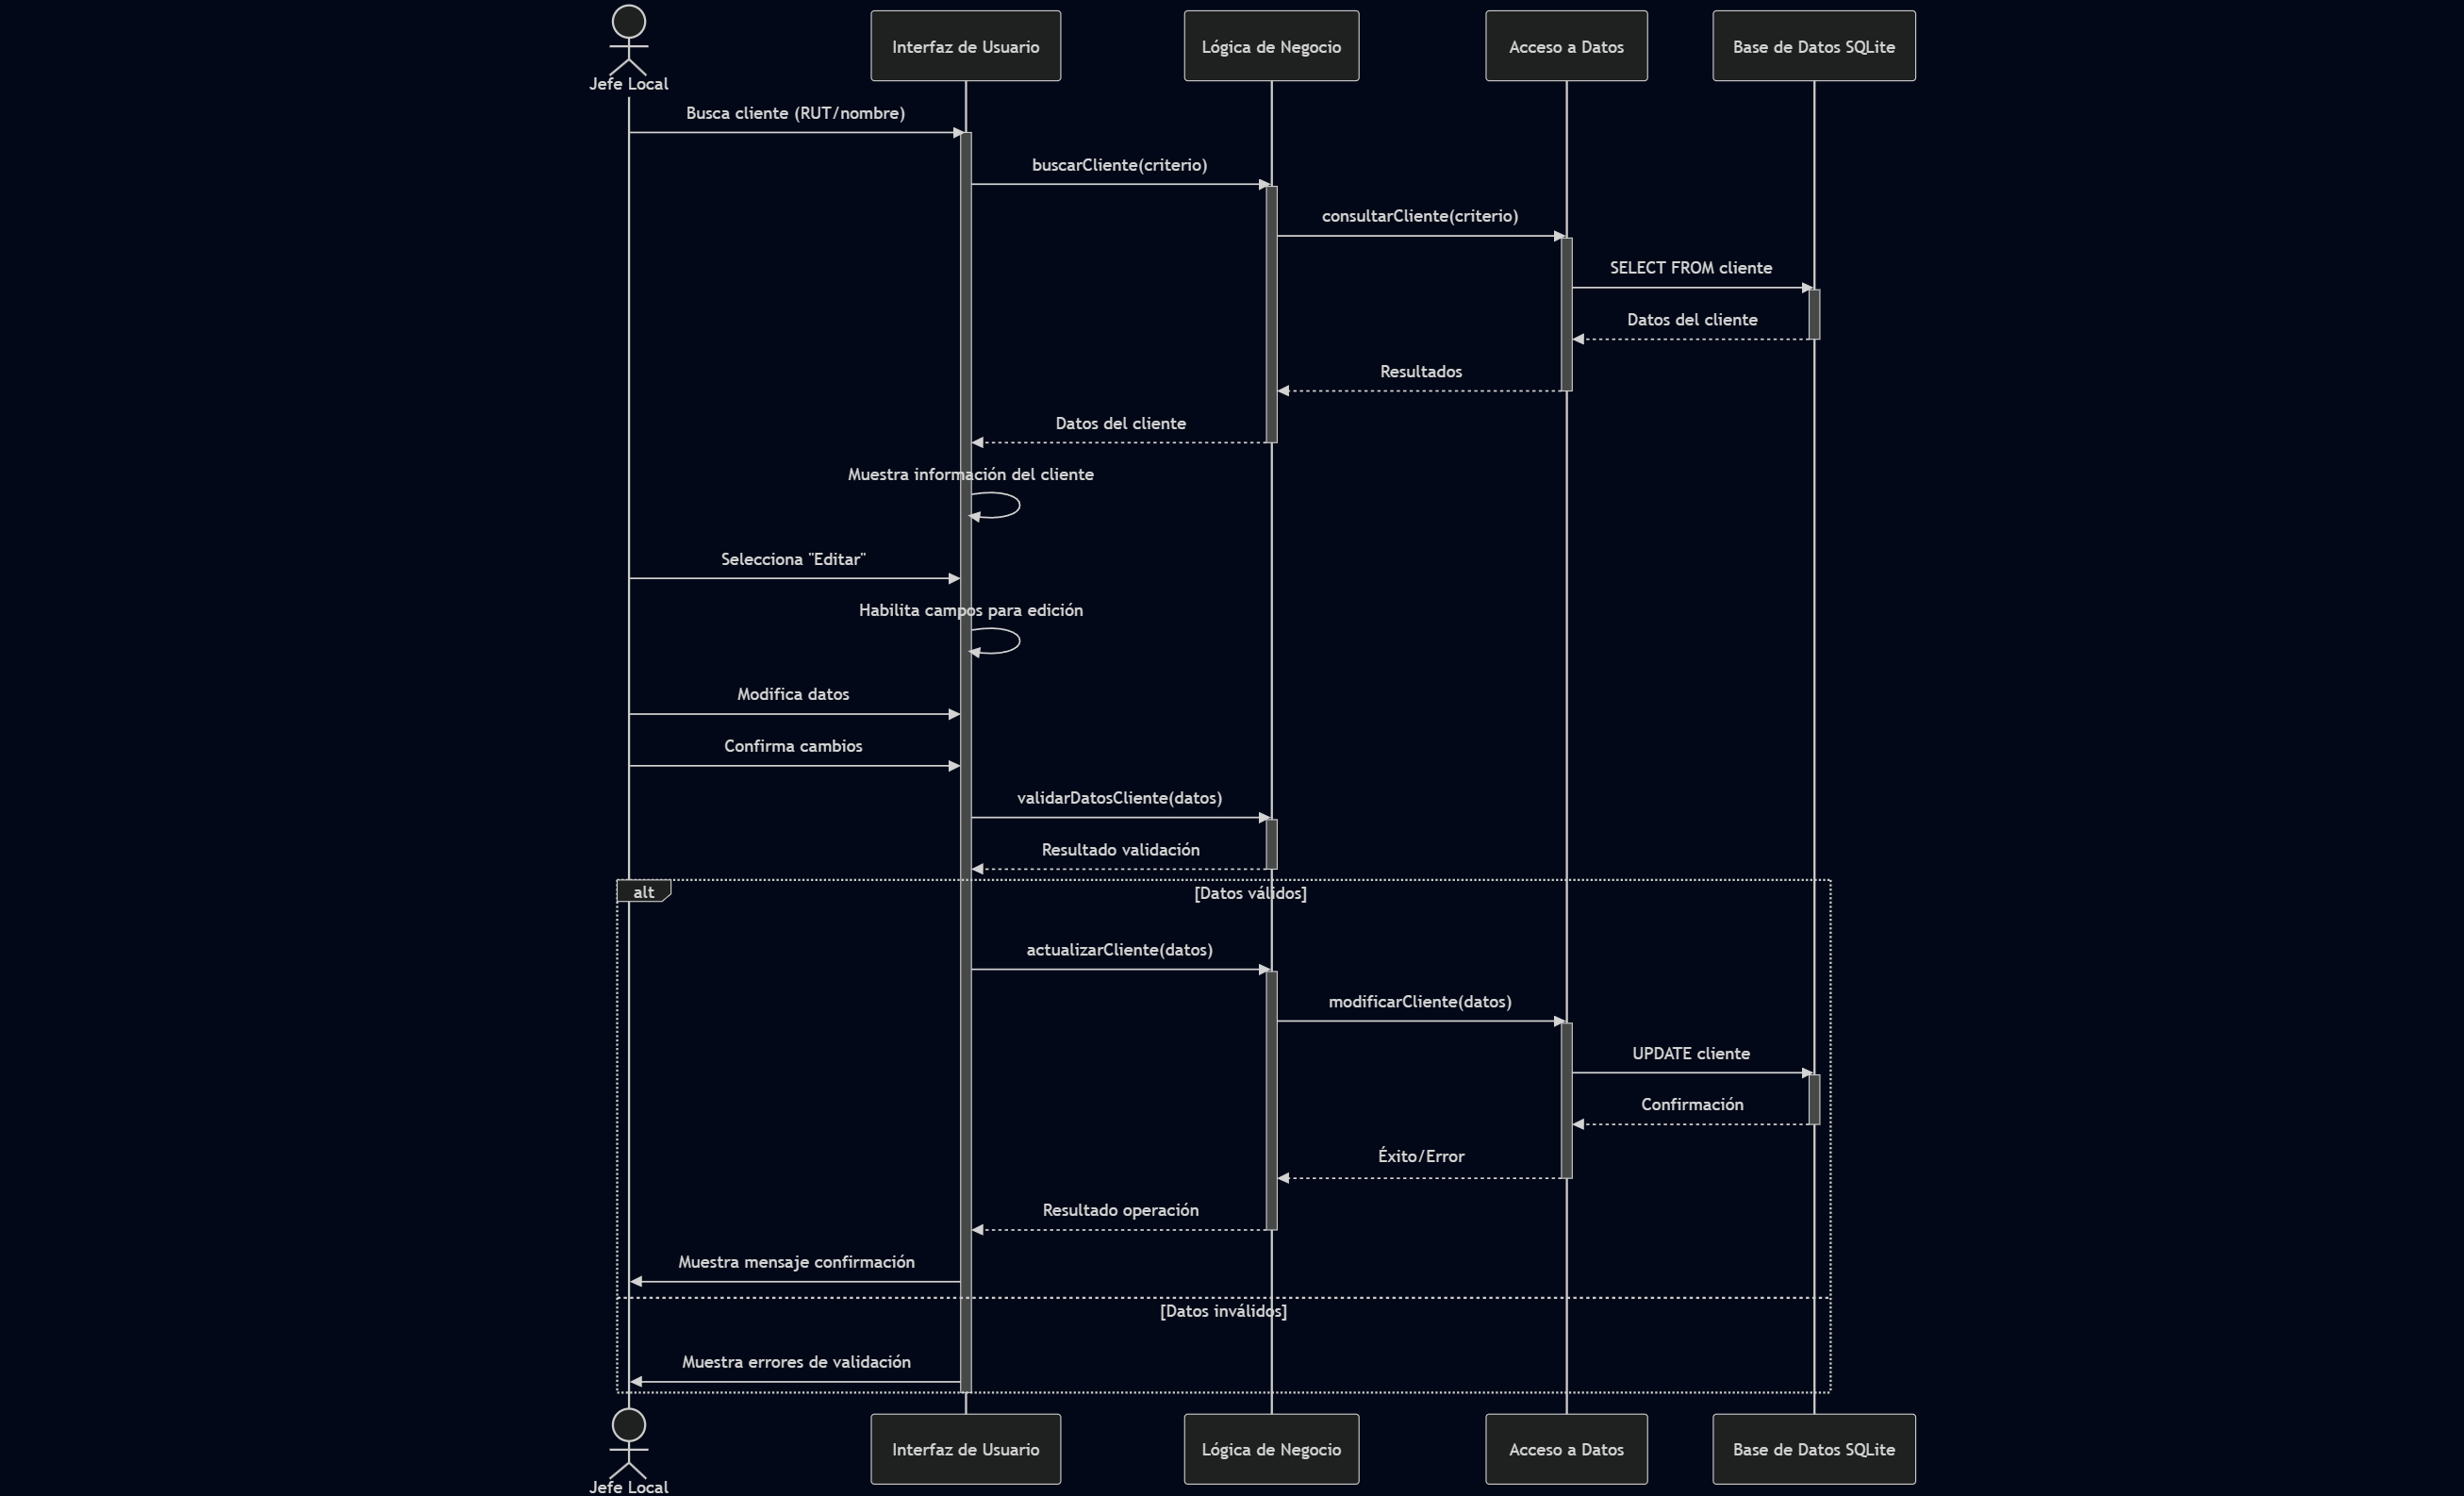 Jefe Local
Interfaz de Usuario
Lógica de Negocio
Acceso a Datos
Base de Datos SQLite
Busca cliente (RUT/nombre)
buscarCliente(criterio)
consultarCliente(criterio)
SELECT FROM cliente
Datos del cliente
Resultados
Datos del cliente
Muestra información del cliente
Selecciona "Editar"
Habilita campos para edición
Modifica datos
Confirma cambios
validarDatosCliente(datos)
Resultado validación
alt
[Datos válidos]
actualizarCliente(datos)
modificarCliente(datos)
UPDATE cliente
Confirmación
Éxito/Error
Resultado operación
Muestra mensaje confirmación
[Datos inválidos]
Muestra errores de validación
Jefe Local
Interfaz de Usuario
Lógica de Negocio
Acceso a Datos
Base de Datos SQLite